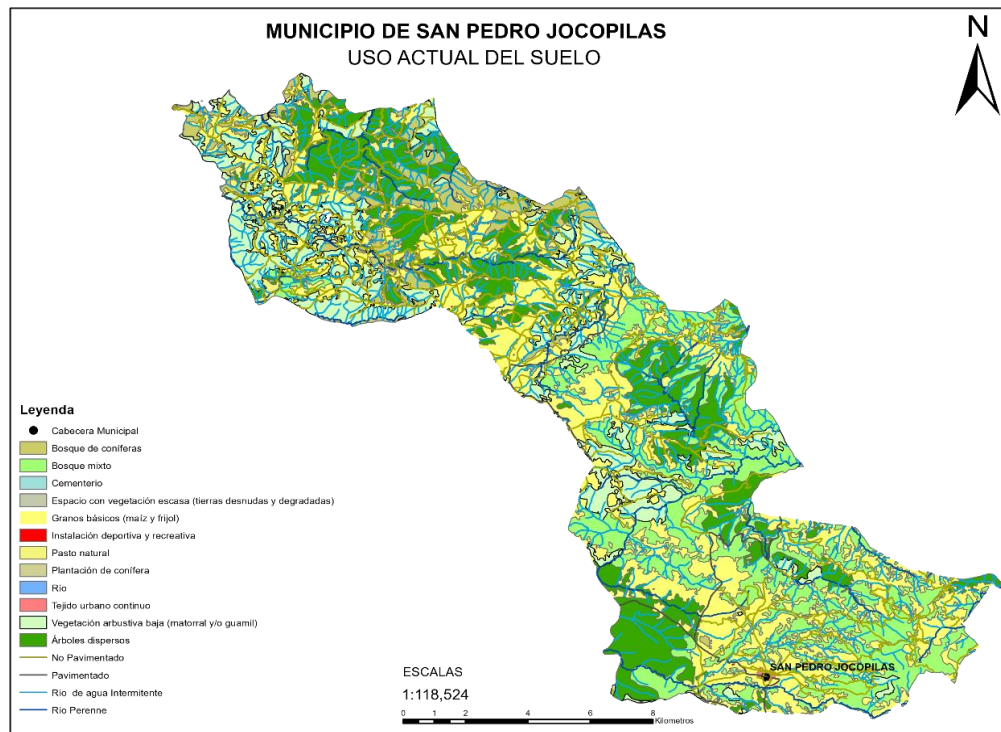 MUNICIPIO DE SAN PEDRO JOCOPILAS
USO ACTUAL DEL SUELO
N
Leyenda
Cabecera Municipal
Bosque de coníferas
Bosque mixto
Cementerio
Espacio con vegetación escasa (tierras desnudas y degradadas)
Granos básicos (maíz y frijol)
Instalación deportiva y recreativa
Pasto natural
Plantación de conífera
Río
Tejido urbano continuo
Vegetación arbustiva baja (matorral y/o guamil)
Árboles dispersos
No Pavimentado
Pavimentado
Río de agua Intermitente
Río Perenne
SAN PEDRO JOCOPILAS
ESCALAS
1:118,524
0 1 2 4 6 8
Kilometros